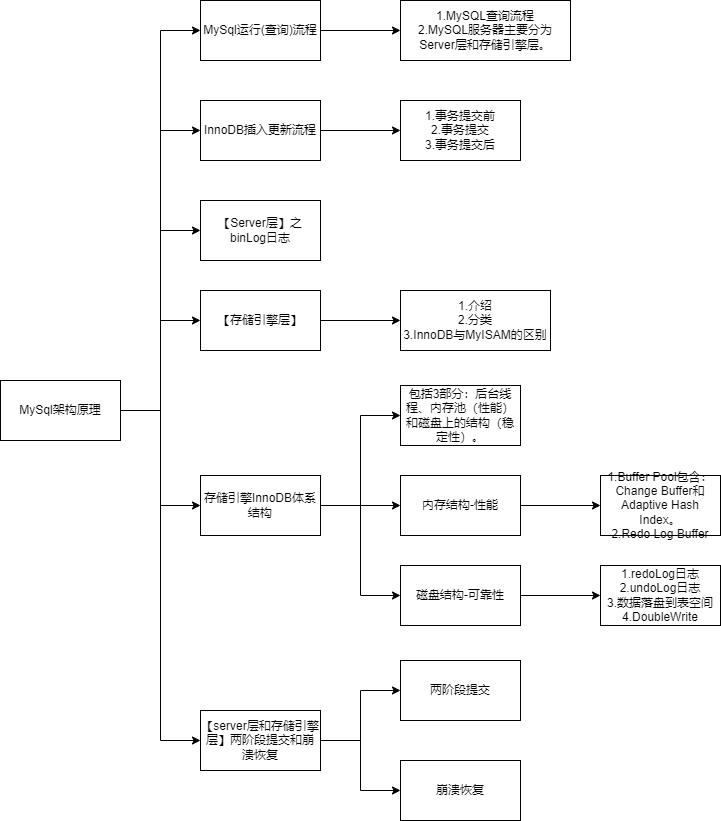 MySql运行(查询)流程
1.MySQL查询流程
2.MySQL服务器主要分为
Server层和存储引擎层。
InnoDB插入更新流程
1.事务提交前
2.事务提交
3.事务提交后
【Server层】之
binLog日志
【存储引擎层】
1.介绍
2.分类
3.InnoDB与MyISAM的区别
MySql架构原理
包括3部分：后台线
程、内存池（性能）
和磁盘上的结构（稳
定性）。
存储引擎InnoDB体系
结构
内存结构-性能
1.Buffer Pool包含：
Change Buffer和
Adaptive Hash
Index。
2.Redo Log Buffer
磁盘结构-可靠性
1.redoLog日志
2.undoLog日志
3.数据落盘到表空间
4.DoubleWrite
【server层和存储引擎
层】两阶段提交和崩
溃恢复
两阶段提交
崩溃恢复